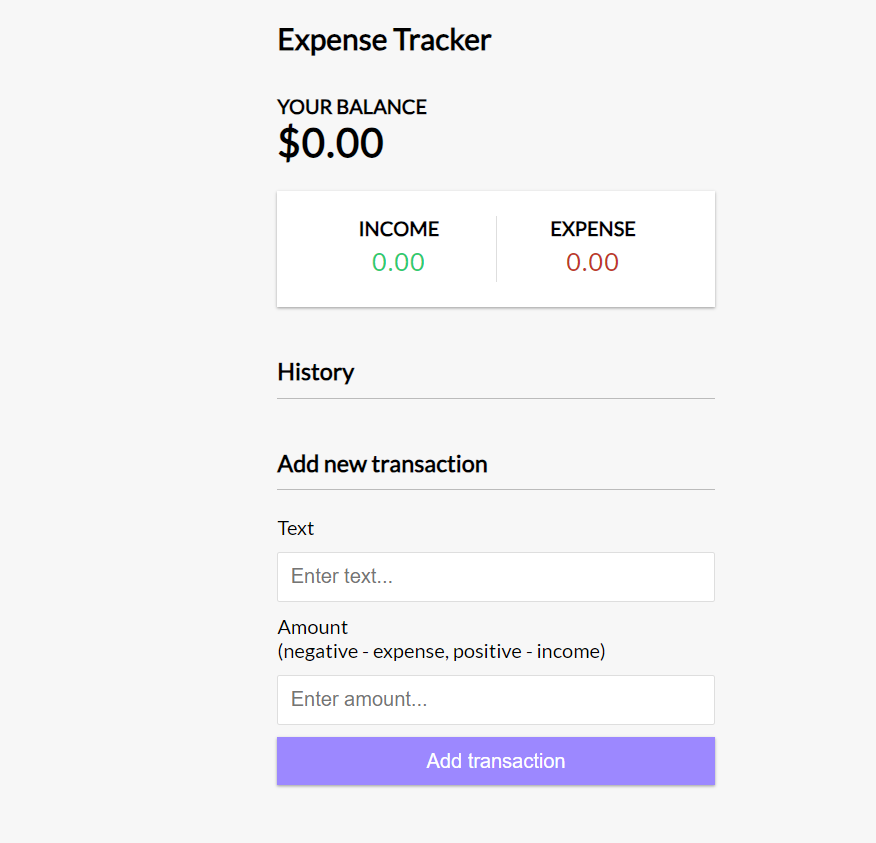 Expense Tracker
YOUR BALANCE
$0.00
INCOME EXPENSE
0.00 0.00
History
Add new transaction
Text
Enter text...
Amount
(negative - expense, positive - income)
Enter amount...
Add transaction